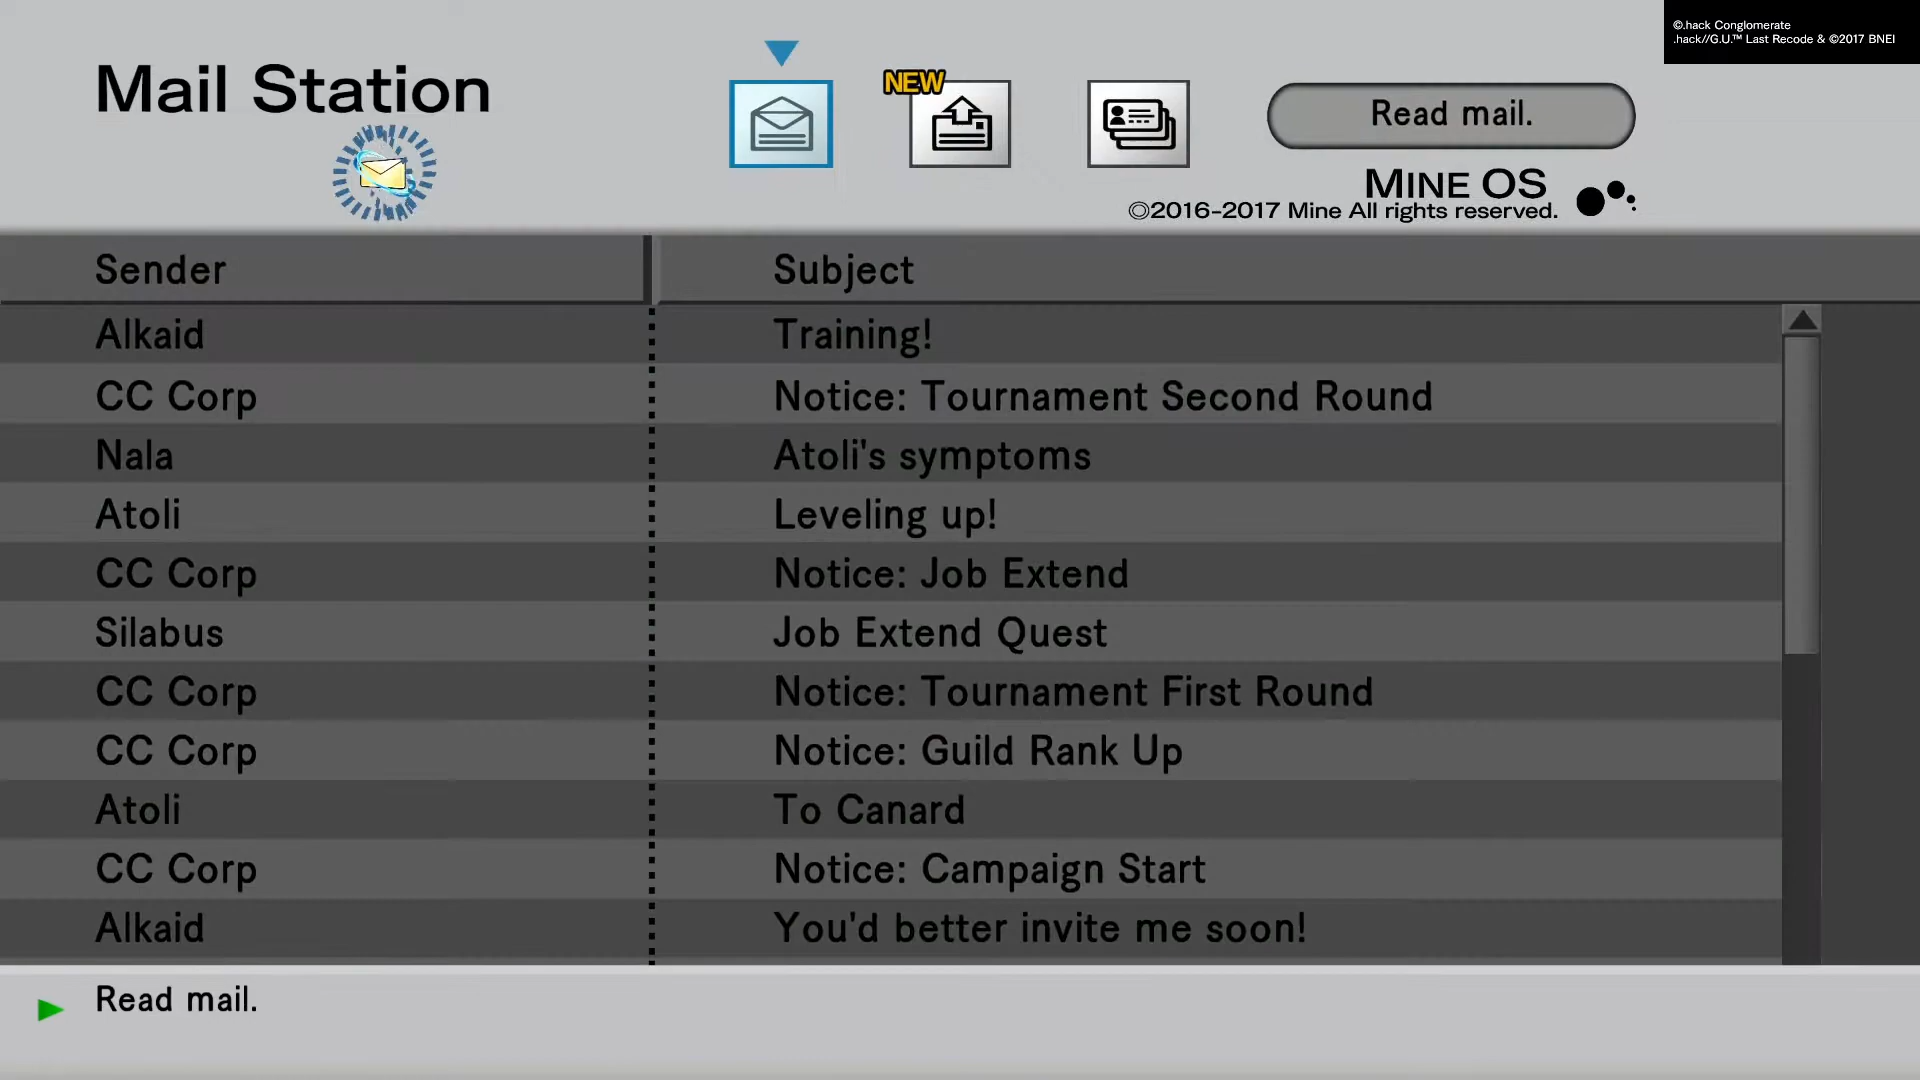 ©.hack Conglomerate
.hack//G.U.™ Last Recode & ©2017 BNEI
Mail Station
NEW
Read mail.
MINE OS
◎2016-2017 Mine All rights reserved.
Sender Subject
Alkaid Training!
CC Corp Notice: Tournament Second Round
Nala Atoli's symptoms
Atoli Leveling up!
CC Corp Notice: Job Extend
Silabus Job Extend Quest
CC Corp Notice: Tournament First Round
CC Corp Notice: Guild Rank Up
Atoli To Canard
CC Corp Notice: Campaign Start
Alkaid You'd better invite me soon!
Read mail.